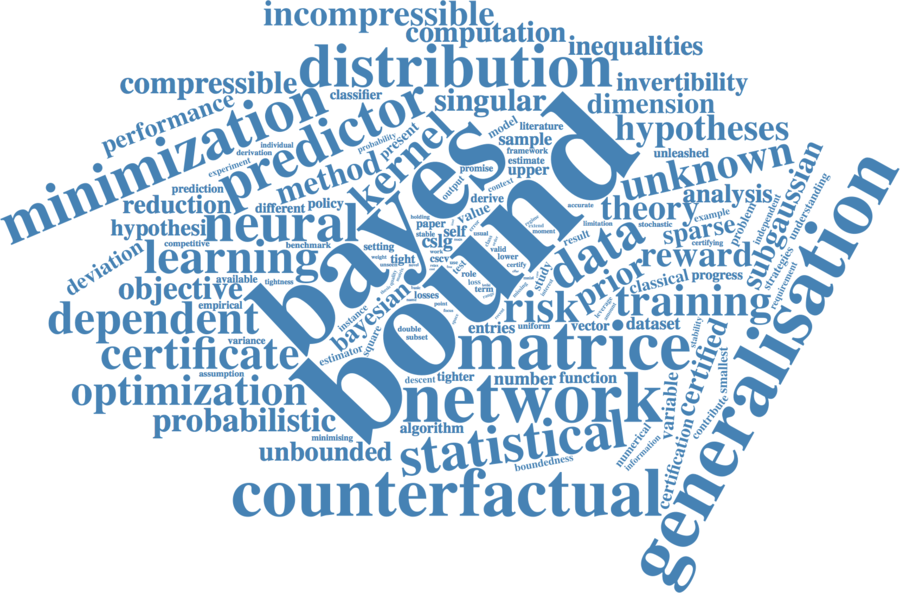 incompressible
computation
inequalities
distribution
compressible
invertibility
classifier
singular
dimension
performance
minimization
predictor
hypotheses
individual
derivation
probability
present
model
literature
sample
framework
kernel
bayes
bound
unleashed
experiment
method
estimate
upper
promise
output
context
unknown
prediction
reduction
different
policy
derive
value
accurate
theory
analysis
subgaussian
understanding
independent
example
problem
hypothesi
neural
holding
paper
stable
self
usual
moment
limitation
stochastic
sparse
certifying
competitive
benchmark
setting
cslg
result
data
reward
strategies
requirement
deviation
learning
weight
tight
cscv
valid
lower
certify
test
study
prior
classical
progress
objective
available
tightness
bayesian
role
loss
term
leverage
training
generalisation
empirical
instance
losses
risk
dependent
variance
square
estimator
double
subset
entries
uniform
vector
dataset
stability
certificate
matrice
assumption
optimization
descent
tighter
number
function
network
variable
certified
smallest
contribute
probabilistic
algorithm
minimising
statistical
numerical
information
certification
unbounded
boundedness
counterfactual